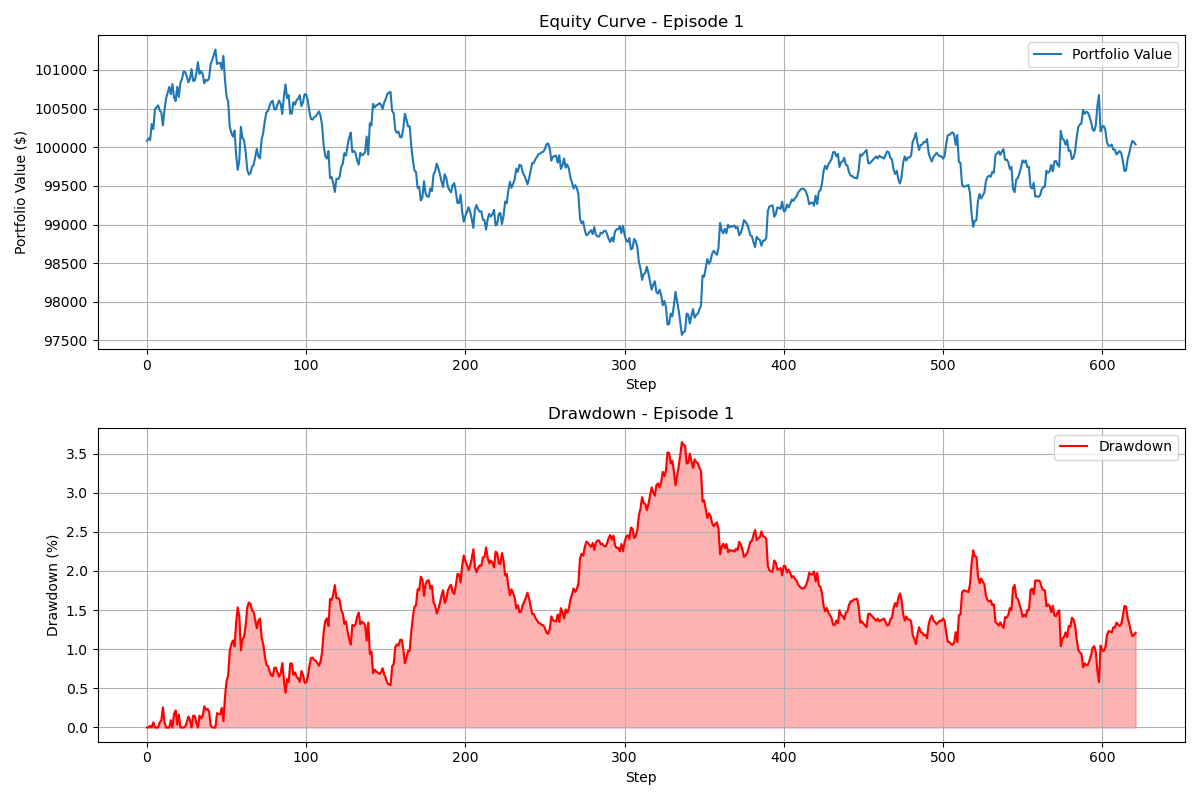 Equity Curve - Episode 1
Portfolio Value
101000
100500
100000
99500
99000
98500
98000
97500
Portfolio Value ($)
0 100 200 300 400 500 600
Step
Drawdown - Episode 1
Drawdown
3.5
3.0
2.5
2.0
1.5
1.0
0.5
0.0
Drawdown (%)
0 100 200 300 400 500 600
Step